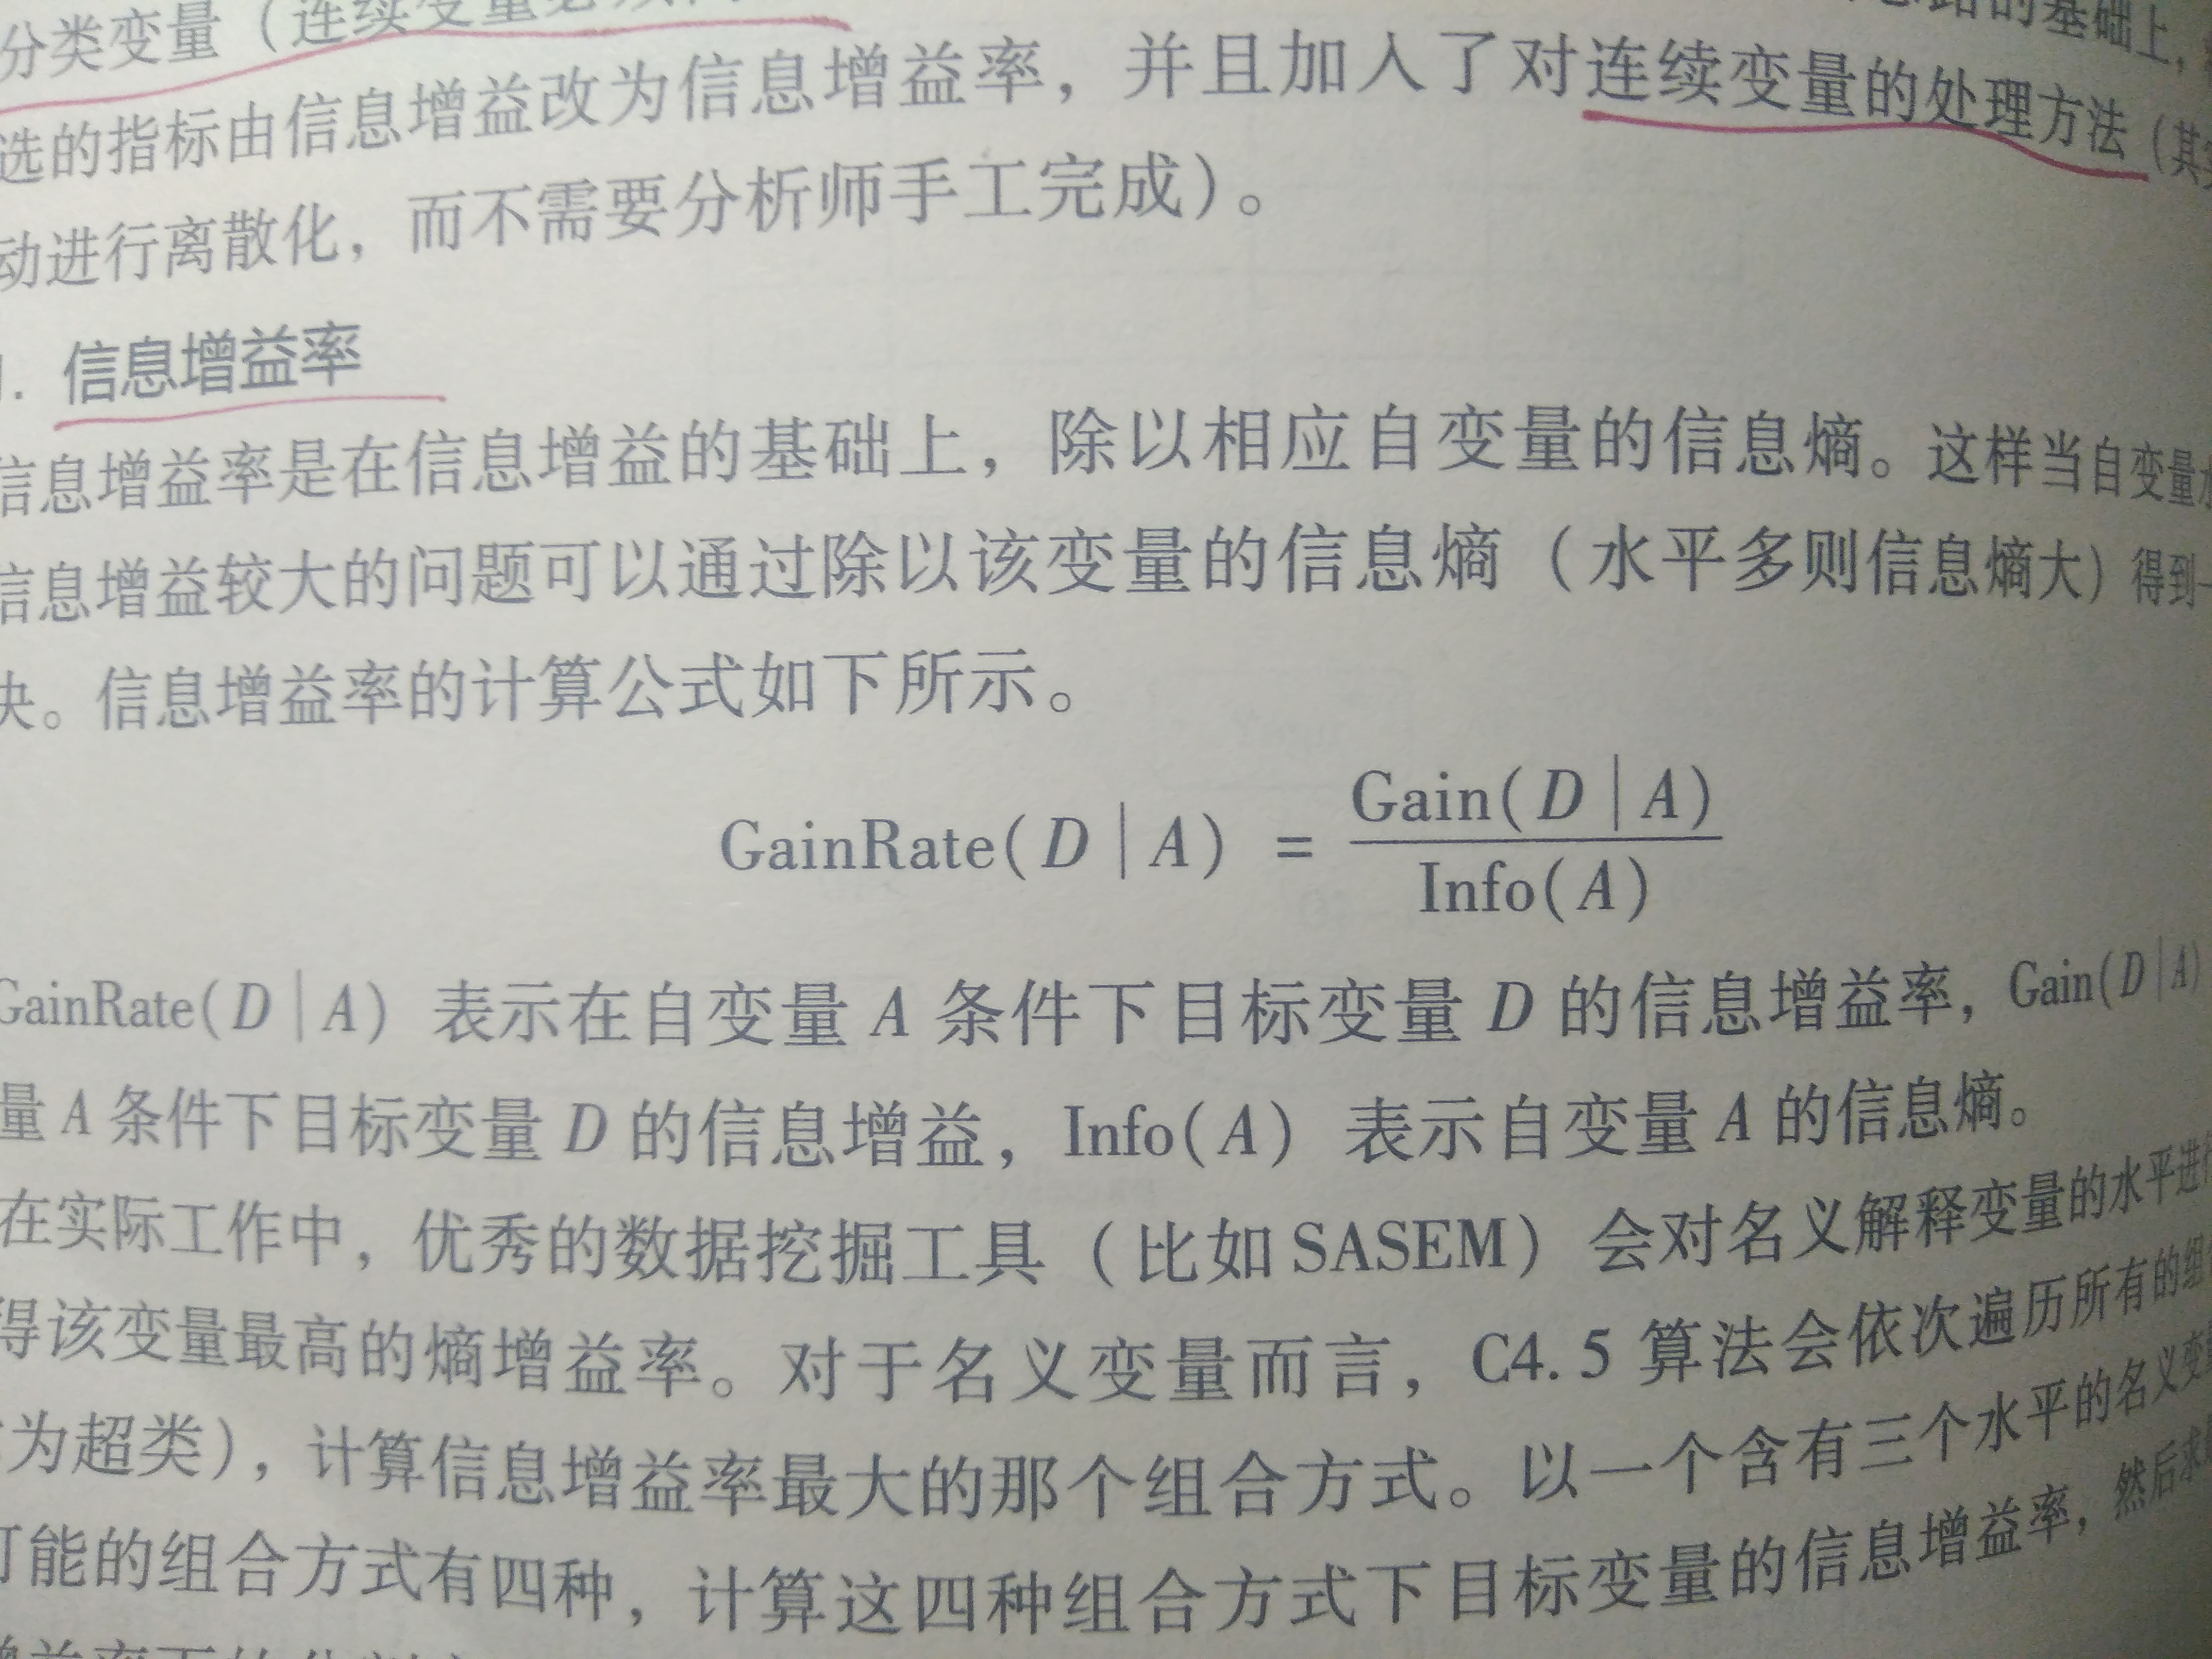 分类变量（连续变量必须
的基础上，
选的指标由信息增益改为信息增益率，并且加入了对连续变量的处理方法（其实
动进行离散化，而不需要分析师手工完成）。
1. 信息增益率
信息增益率是在信息增益的基础上，除以相应自变量的信息熵。这样当自变量水
信息增益较大的问题可以通过除以该变量的信息熵（水平多则信息熵大）得到一
决。信息增益率的计算公式如下所示。
GainRate(D | A) = Gain(D | A) / Info(A)
GainRate(D | A) 表示在自变量 A 条件下目标变量 D 的信息增益率，Gain(D | A)
量 A 条件下目标变量 D 的信息增益，Info(A) 表示自变量 A 的信息熵。
在实际工作中，优秀的数据挖掘工具（比如 SASEM）会对名义解释变量的水平进行
得该变量最高的熵增益率。对于名义变量而言，C4.5 算法会依次遍历所有的组合
为超类），计算信息增益率最大的那个组合方式。以一个含有三个水平的名义变量
可能的组合方式有四种，计算这四种组合方式下目标变量的信息增益率，然后求